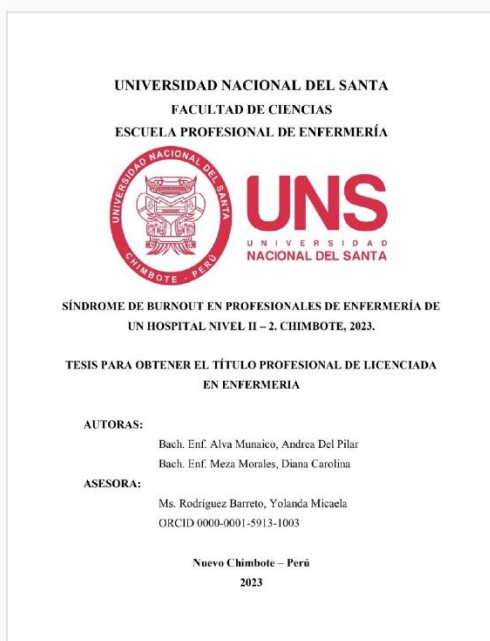 UNIVERSIDAD NACIONAL DEL SANTA
FACULTAD DE CIENCIAS
ESCUELA PROFESIONAL DE ENFERMERÍA
UNIVERSIDAD NACIONAL DEL SANTA
CHIMBOTE - PERÚ
UNS
UNIVERSIDAD
NACIONAL DEL SANTA
SÍNDROME DE BURNOUT EN PROFESIONALES DE ENFERMERÍA DE
UN HOSPITAL NIVEL II – 2. CHIMBOTE, 2023.
TESIS PARA OBTENER EL TÍTULO PROFESIONAL DE LICENCIADA
EN ENFERMERIA
AUTORAS:
Bach. Enf. Alva Munaico, Andrea Del Pilar
Bach. Enf. Meza Morales, Diana Carolina
ASESORA:
Ms. Rodriguez Barreto, Yolanda Micaela
ORCID 0000-0001-5913-1003
Nuevo Chimbote – Perú
2023